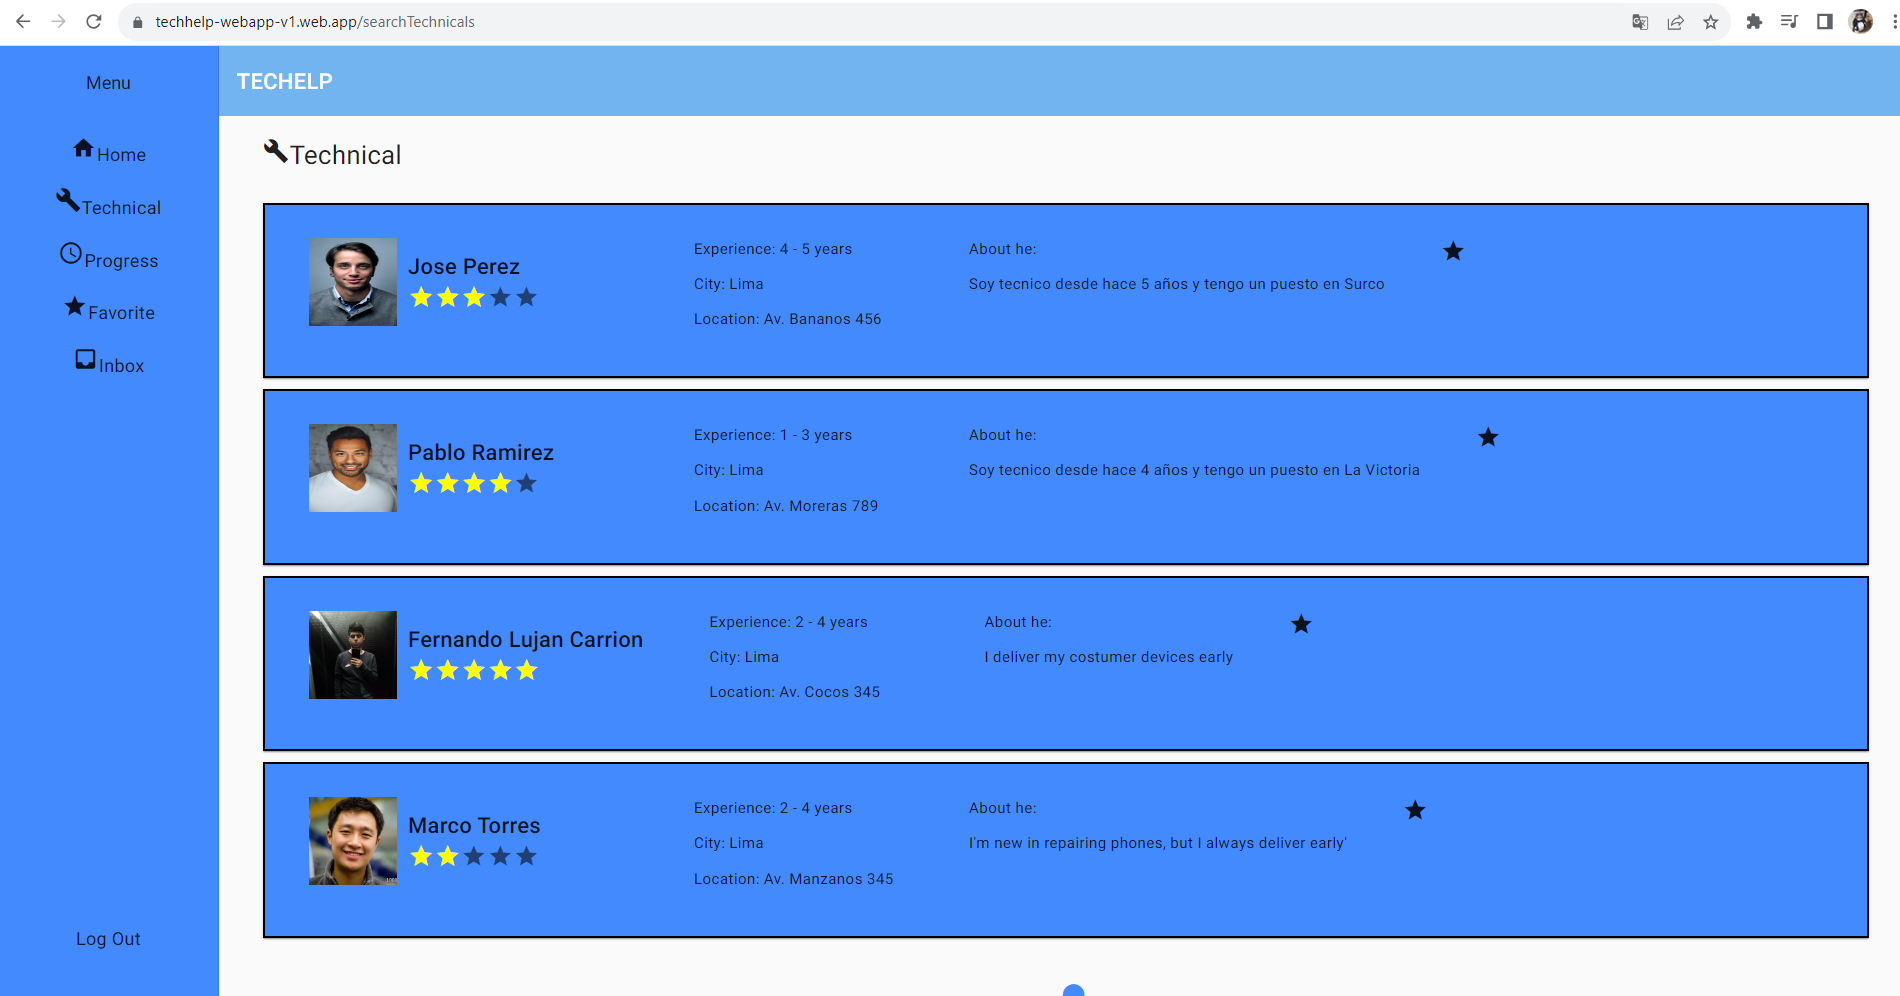 techhelp-webapp-v1.web.app/searchTechnicals
Menu
Home
Technical
Progress
Favorite
Inbox
Log Out
TECHELP
Technical
Jose Perez
Experience: 4 - 5 years
City: Lima
Location: Av. Bananos 456
About he:
Soy tecnico desde hace 5 años y tengo un puesto en Surco
Pablo Ramirez
Experience: 1 - 3 years
City: Lima
Location: Av. Moreras 789
About he:
Soy tecnico desde hace 4 años y tengo un puesto en La Victoria
Fernando Lujan Carrion
Experience: 2 - 4 years
City: Lima
Location: Av. Cocos 345
About he:
I deliver my costumer devices early
Marco Torres
Experience: 2 - 4 years
City: Lima
Location: Av. Manzanos 345
About he:
I'm new in repairing phones, but I always deliver early'